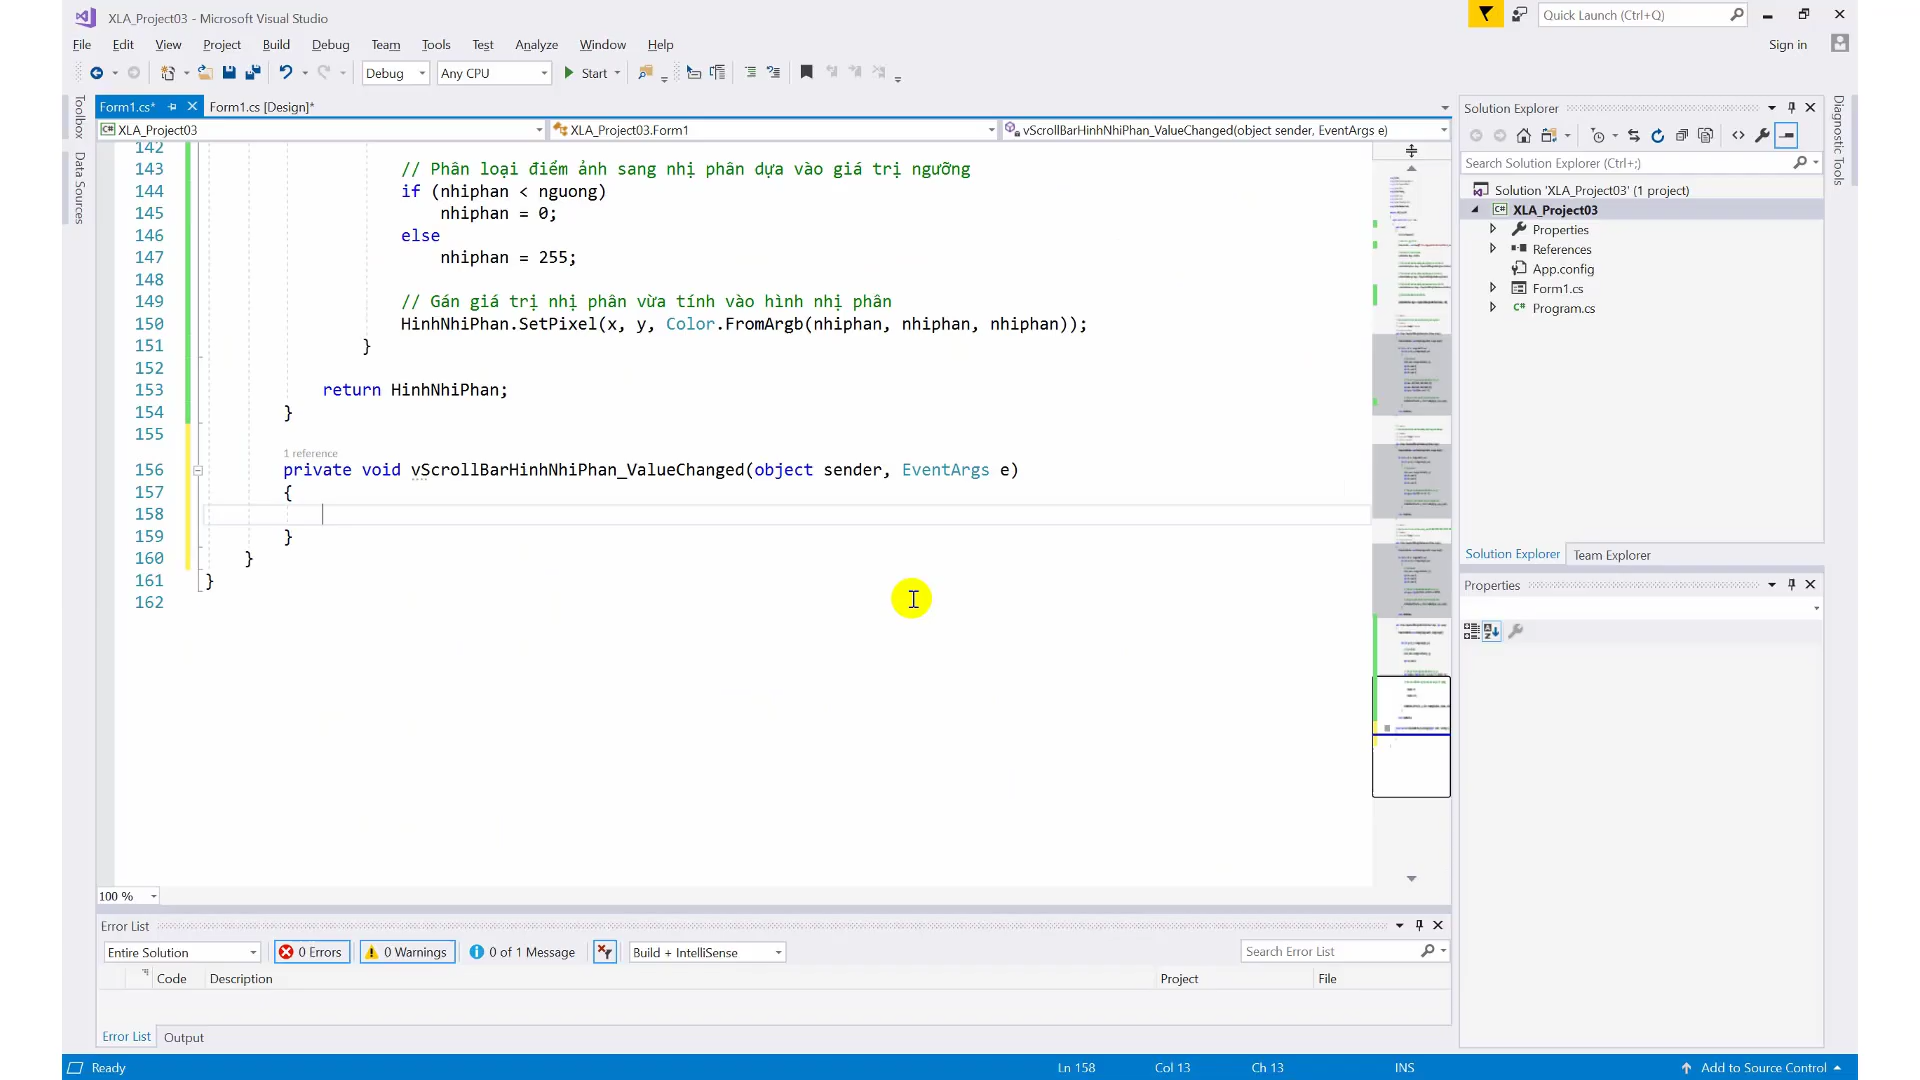 XLA_Project03 - Microsoft Visual Studio
Quick Launch (Ctrl+Q)
File Edit View Project Build Debug Team Tools Test Analyze Window Help
Sign in
Debug Any CPU Start
Toolbox
Data Sources
Form1.cs* Form1.cs [Design]*
XLA_Project03 XLA_Project03.Form1 vScrollBarHinhNhiPhan_ValueChanged(object sender, EventArgs e)
142
143 // Phân loại điểm ảnh sang nhị phân dựa vào giá trị ngưỡng
144 if (nhiphan < nguong)
145 nhiphan = 0;
146 else
147 nhiphan = 255;
148
149 // Gán giá trị nhị phân vừa tính vào hình nhị phân
150 HinhNhiPhan.SetPixel(x, y, Color.FromArgb(nhiphan, nhiphan, nhiphan));
151 }
152
153 return HinhNhiPhan;
154 }
155
1 reference
156 private void vScrollBarHinhNhiPhan_ValueChanged(object sender, EventArgs e)
157 {
158
159 }
160 }
161 }
162
100 %
Solution Explorer
Search Solution Explorer (Ctrl+;)
Solution 'XLA_Project03' (1 project)
XLA_Project03
Properties
References
App.config
Form1.cs
Program.cs
Solution Explorer Team Explorer
Properties
Diagnostic Tools
Error List
Entire Solution 0 Errors 0 Warnings 0 of 1 Message Build + IntelliSense Search Error List
Code Description Project File
Error List Output
Ready Ln 158 Col 13 Ch 13 INS Add to Source Control